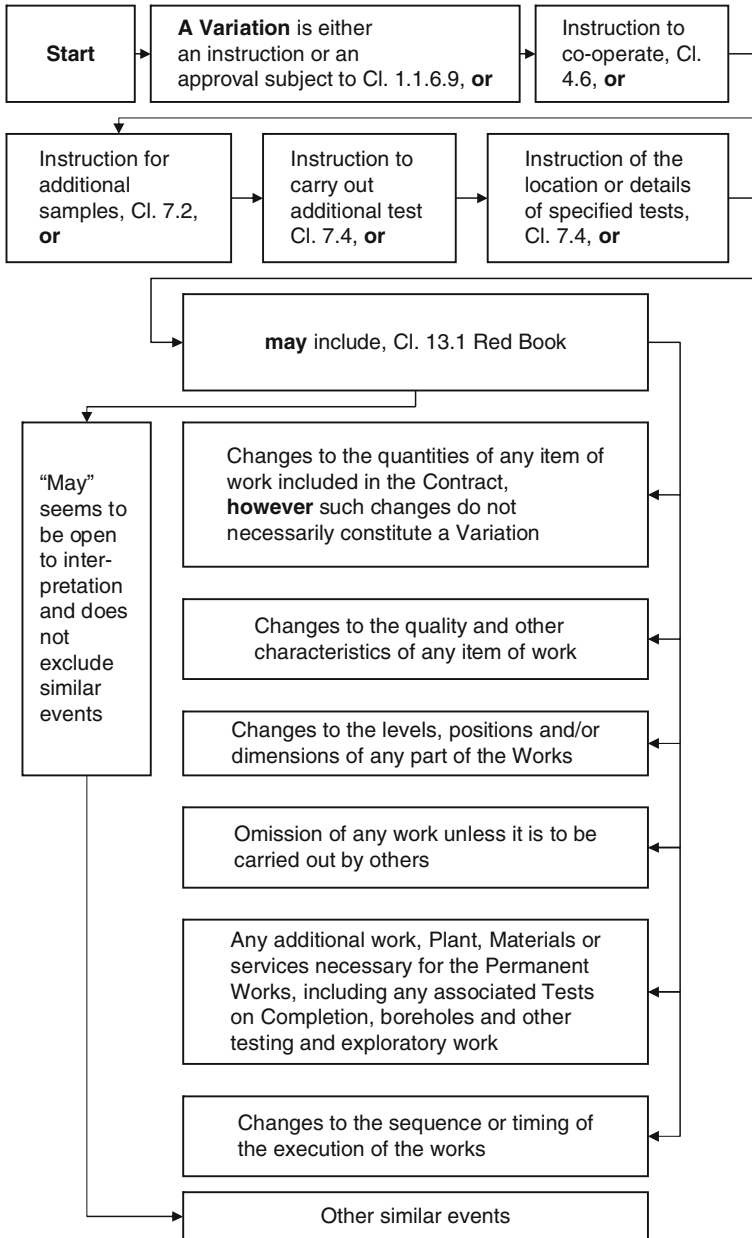 Start
A Variation is either
an instruction or an
approval subject to Cl. 1.1.6.9, or
Instruction to
co-operate, Cl.
4.6, or
Instruction for
additional
samples, Cl. 7.2,
or
Instruction to
carry out
additional test
Cl. 7.4, or
Instruction of the
location or details
of specified tests,
Cl. 7.4, or
may include, Cl. 13.1 Red Book
“May”
seems to
be open
to inter-
pretation
and does
not
exclude
similar
events
Changes to the quantities of any item of
work included in the Contract,
however such changes do not
necessarily constitute a Variation
Changes to the quality and other
characteristics of any item of work
Changes to the levels, positions and/or
dimensions of any part of the Works
Omission of any work unless it is to be
carried out by others
Any additional work, Plant, Materials or
services necessary for the Permanent
Works, including any associated Tests
on Completion, boreholes and other
testing and exploratory work
Changes to the sequence or timing of
the execution of the works
Other similar events